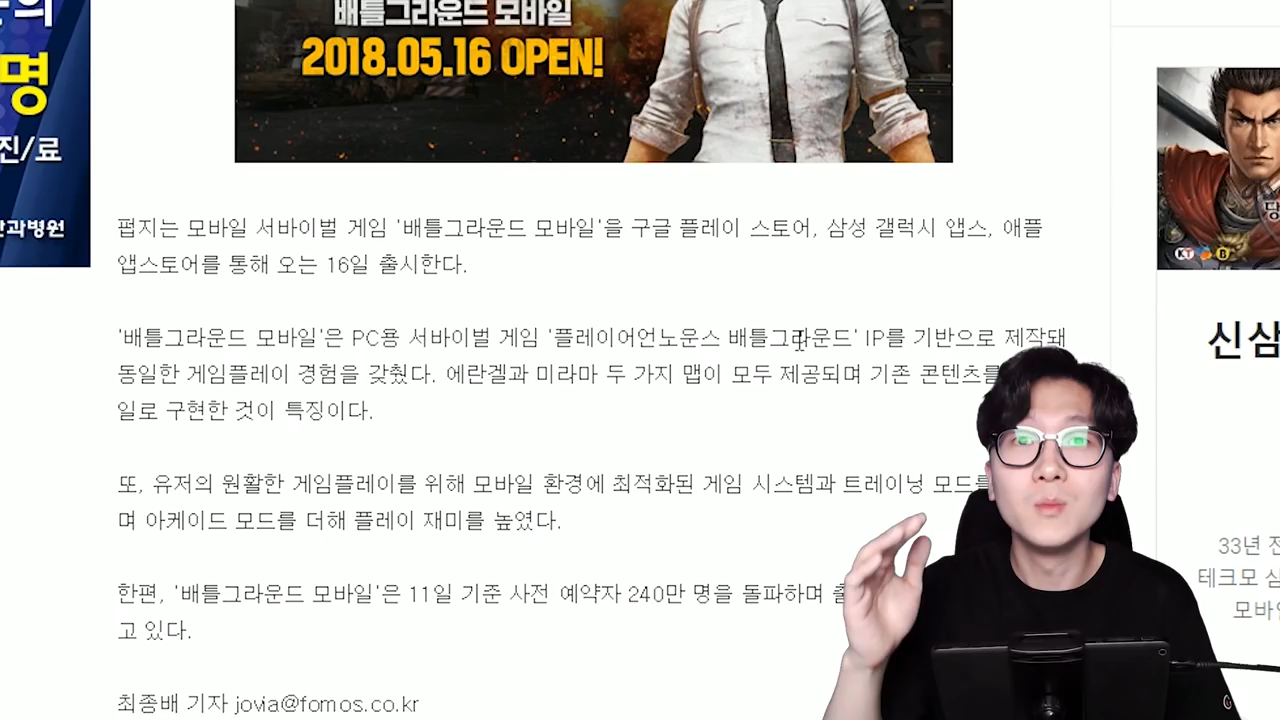 배틀그라운드 모바일
2018.05.16 OPEN!
명
진/료
펍지는 모바일 서바이벌 게임 '배틀그라운드 모바일'을 구글 플레이 스토어, 삼성 갤럭시 앱스, 애플
앱스토어를 통해 오는 16일 출시한다.
'배틀그라운드 모바일'은 PC용 서바이벌 게임 '플레이어언노운스 배틀그라운드' IP를 기반으로 제작돼
동일한 게임플레이 경험을 갖췄다. 에란겔과 미라마 두 가지 맵이 모두 제공되며 기존 콘텐츠를
일로 구현한 것이 특징이다.
또, 유저의 원활한 게임플레이를 위해 모바일 환경에 최적화된 게임 시스템과 트레이닝 모드를
며 아케이드 모드를 더해 플레이 재미를 높였다.
한편, '배틀그라운드 모바일'은 11일 기준 사전 예약자 240만 명을 돌파하며
고 있다.
최종배 기자 jovia@fomos.co.kr
KT
B
신삼
33년 전
테크모 삼
모바일